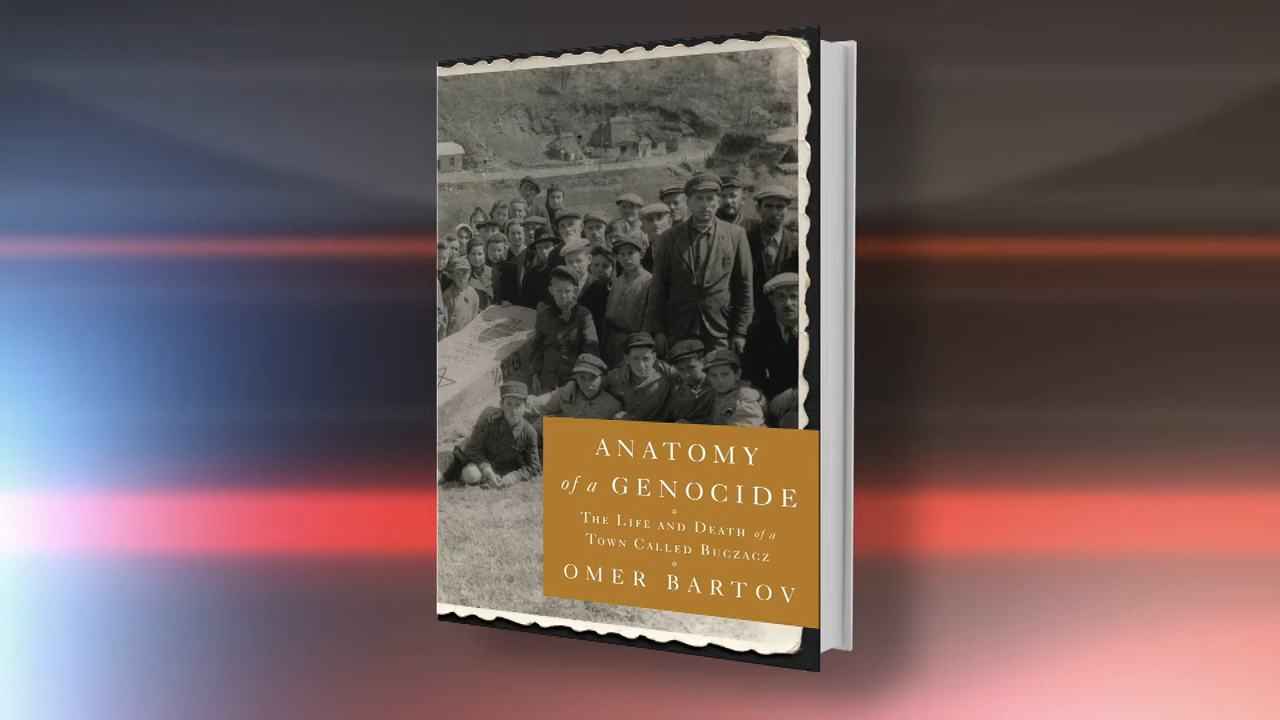 ANATOMY
of a GENOCIDE
THE LIFE AND DEATH of a
TOWN CALLED BUCZACZ
OMER BARTOV